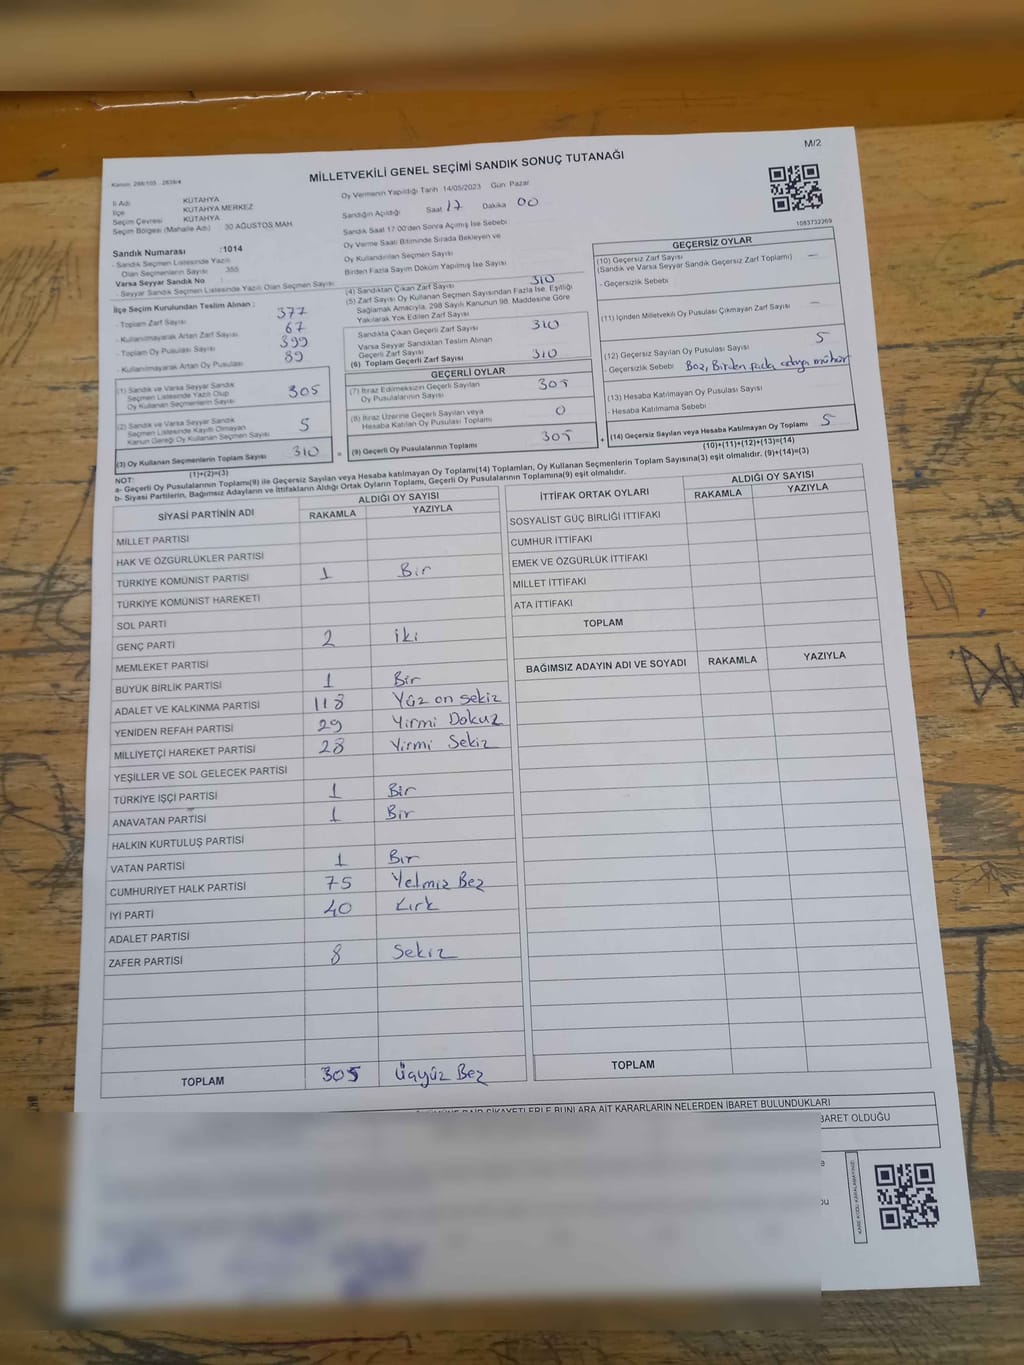 M/2
MİLLETVEKİLİ GENEL SEÇİMİ SANDIK SONUÇ TUTANAĞI
İl Adı KÜTAHYA
İlçe KÜTAHYA MERKEZ
Seçim Çevresi KÜTAHYA
Seçim Bölgesi (Mahalle Adı) 30 AĞUSTOS MAH.
Oy Vermenin Yapıldığı Tarih 14/05/2023 Gün Pazar
Sandığın Açıldığı Saat 17 Dakika 00
Sandık Saat 17:00'den Sonra Açılmış İse Sebebi
Oy Verme Saati Bitiminde Sırada Bekleyen ve
Oy Kullandırılan Seçmen Sayısı
Birden Fazla Sayım Döküm Yapılmış İse Sayısı
1083732269
Sandık Numarası :1014
- Sandık Seçmen Listesinde Yazılı
Olan Seçmenlerin Sayısı : 355
Varsa Seyyar Sandık No :
- Seyyar Sandık Seçmen Listesinde Yazılı Olan Seçmen Sayısı
İlçe Seçim Kurulundan Teslim Alınan :
- Toplam Zarf Sayısı 377
- Kullanılmayarak Artan Zarf Sayısı 67
- Toplam Oy Pusulası Sayısı 399
- Kullanılmayarak Artan Oy Pusulası 89
(1) Sandık ve Varsa Seyyar Sandık
Seçmen Listesinde Yazılı Olup
Oy Kullanan Seçmen Sayısı 305
(2) Sandık ve Varsa Seyyar Sandık
Seçmen Listesinde Kayıtlı Olmayan
Kanun Gereği Oy Kullanan Seçmen Sayısı 5
(3) Oy Kullanan Seçmenlerin Toplam Sayısı 310
(1)+(2)=(3)
(4) Sandıktan Çıkan Zarf Sayısı 310
(5) Zarf Sayısı Oy Kullanan Seçmen Sayısından Fazla İse, Eşitliği
Sağlamak Amacıyla, 298 Sayılı Kanunun 98. Maddesine Göre
Yakılarak Yok Edilen Zarf Sayısı
Sandıkta Çıkan Geçerli Zarf Sayısı 310
Varsa Seyyar Sandıktan Teslim Alınan
Geçerli Zarf Sayısı
(6) Toplam Geçerli Zarf Sayısı 310
GEÇERLİ OYLAR
(7) İtiraz Edilmeksizin Geçerli Sayılan
Oy Pusulalarının Sayısı 305
(8) İtiraz Üzerine Geçerli Sayılan veya
Hesaba Katılan Oy Pusulası Toplamı 0
(9) Geçerli Oy Pusulalarının Toplamı 305
GEÇERSİZ OYLAR
(10) Geçersiz Zarf Sayısı —
(Sandık ve Varsa Seyyar Sandık Geçersiz Zarf Toplamı)
- Geçersizlik Sebebi
(11) İçinden Milletvekili Oy Pusulası Çıkmayan Zarf Sayısı —
(12) Geçersiz Sayılan Oy Pusulası Sayısı 5
- Geçersizlik Sebebi Boş, Birden
(13) Hesaba Katılmayan Oy Pusulası Sayısı
- Hesaba Katılmama Sebebi
(14) Geçersiz Sayılan veya Hesaba Katılmayan Oy Toplamı 5
(10)+(11)+(12)+(13)=(14)
NOT:
a- Geçerli Oy Pusulalarının Toplamı(9) ile Geçersiz Sayılan veya Hesaba katılmayan Oy Toplamı(14) Toplamları, Oy Kullanan Seçmenlerin Toplam Sayısına(3) eşit olmalıdır. (9)+(14)=(3)
b- Siyasi Partilerin, Bağımsız Adayların ve İttifakların Aldığı Ortak Oyların Toplamı, Geçerli Oy Pusulalarının Toplamına(9) eşit olmalıdır.
SİYASİ PARTİNİN ADI ALDIĞI OY SAYISI
RAKAMLA YAZIYLA
MİLLET PARTİSİ
HAK VE ÖZGÜRLÜKLER PARTİSİ
TÜRKİYE KOMÜNİST PARTİSİ 1 Bir
TÜRKİYE KOMÜNİST HAREKETİ
SOL PARTİ
GENÇ PARTİ 2 iki
MEMLEKET PARTİSİ
BÜYÜK BİRLİK PARTİSİ 1 Bir
ADALET VE KALKINMA PARTİSİ 118 Yüz on sekiz
YENİDEN REFAH PARTİSİ 29 Yirmi Dokuz
MİLLİYETÇİ HAREKET PARTİSİ 28 Yirmi Sekiz
YEŞİLLER VE SOL GELECEK PARTİSİ
TÜRKİYE İŞÇİ PARTİSİ 1 Bir
ANAVATAN PARTİSİ 1 Bir
HALKIN KURTULUŞ PARTİSİ
VATAN PARTİSİ 1 Bir
CUMHURİYET HALK PARTİSİ 75 Yetmiş Beş
İYİ PARTİ 40 Kırk
ADALET PARTİSİ
ZAFER PARTİSİ 8 Sekiz
TOPLAM 305 Üçyüz Beş
İTTİFAK ORTAK OYLARI ALDIĞI OY SAYISI
RAKAMLA YAZIYLA
SOSYALİST GÜÇ BİRLİĞİ İTTİFAKI
CUMHUR İTTİFAKI
EMEK VE ÖZGÜRLÜK İTTİFAKI
MİLLET İTTİFAKI
ATA İTTİFAKI
TOPLAM
BAĞIMSIZ ADAYIN ADI VE SOYADI RAKAMLA YAZIYLA
TOPLAM
KARARLARIN NELERDEN İBARET BULUNDUKLARI
OLDUĞU